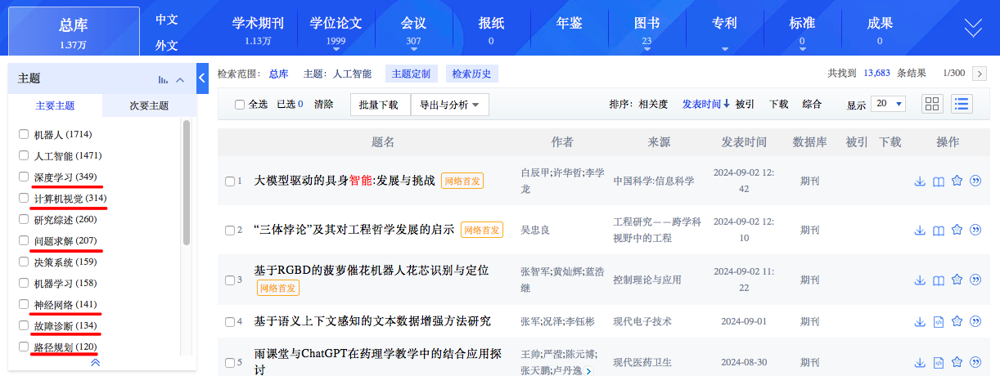 总库
1.37万
中文
外文
学术期刊
1.13万
学位论文
1999
会议
307
报纸
0
年鉴
图书
23
专利
标准
0
成果
0
主题
主要主题
次要主题
机器人 (1714)
人工智能 (1471)
深度学习 (349)
计算机视觉 (314)
研究综述 (260)
问题求解 (207)
决策系统 (159)
机器学习 (158)
神经网络 (141)
故障诊断 (134)
路径规划 (120)
检索范围： 总库 主题：人工智能 主题定制 检索历史 共找到 13,683 条结果 1/300
全选 已选 0 清除 批量下载 导出与分析 排序： 相关度 发表时间 被引 下载 综合 显示 20
题名 作者 来源 发表时间 数据库 被引 下载 操作
1 大模型驱动的具身智能:发展与挑战 网络首发
白辰甲;许华哲;李学
龙
中国科学:信息科学
2024-09-02 12:
42
期刊
2 “三体悖论”及其对工程哲学发展的启示 网络首发
吴忠良
工程研究——跨学科
视野中的工程
2024-09-02 12:
10
期刊
3 基于RGBD的菠萝催花机器人花芯识别与定位
网络首发
张智军;黄灿辉;蓝浩
继
控制理论与应用
2024-09-02 11:
22
期刊
4 基于语义上下文感知的文本数据增强方法研究 张军;况泽;李钰彬 现代电子技术 2024-09-01 期刊
5 雨课堂与ChatGPT在药理学教学中的结合应用探
讨
王帅;严滢;陈元博;
张天鹏;卢丹逸
现代医药卫生
2024-08-30
期刊